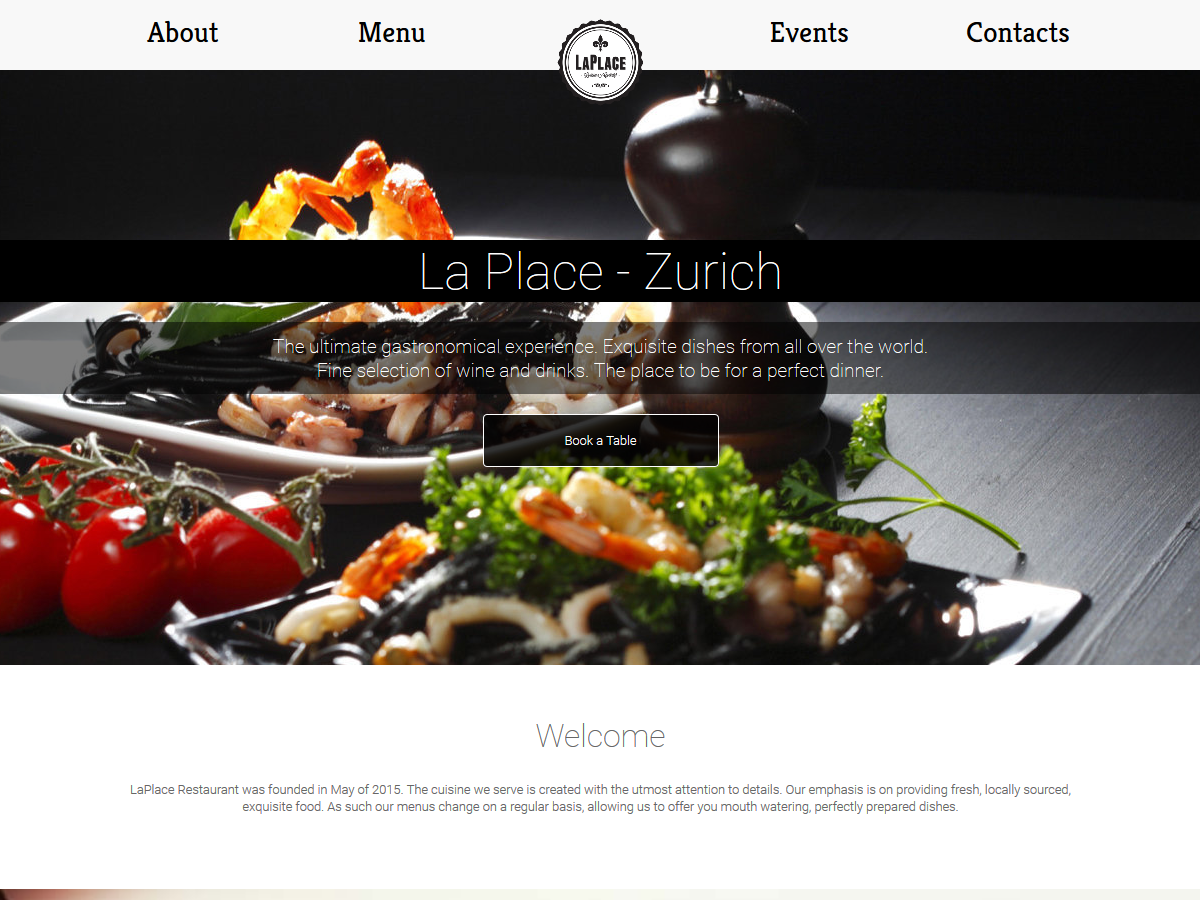 About
Menu
LAPLACE
Events
Contacts
La Place - Zurich
The ultimate gastronomical experience. Exquisite dishes from all over the world.
Fine selection of wine and drinks. The place to be for a perfect dinner.
Book a Table
Welcome
LaPlace Restaurant was founded in May of 2015. The cuisine we serve is created with the utmost attention to details. Our emphasis is on providing fresh, locally sourced,
exquisite food. As such our menus change on a regular basis, allowing us to offer you mouth watering, perfectly prepared dishes.